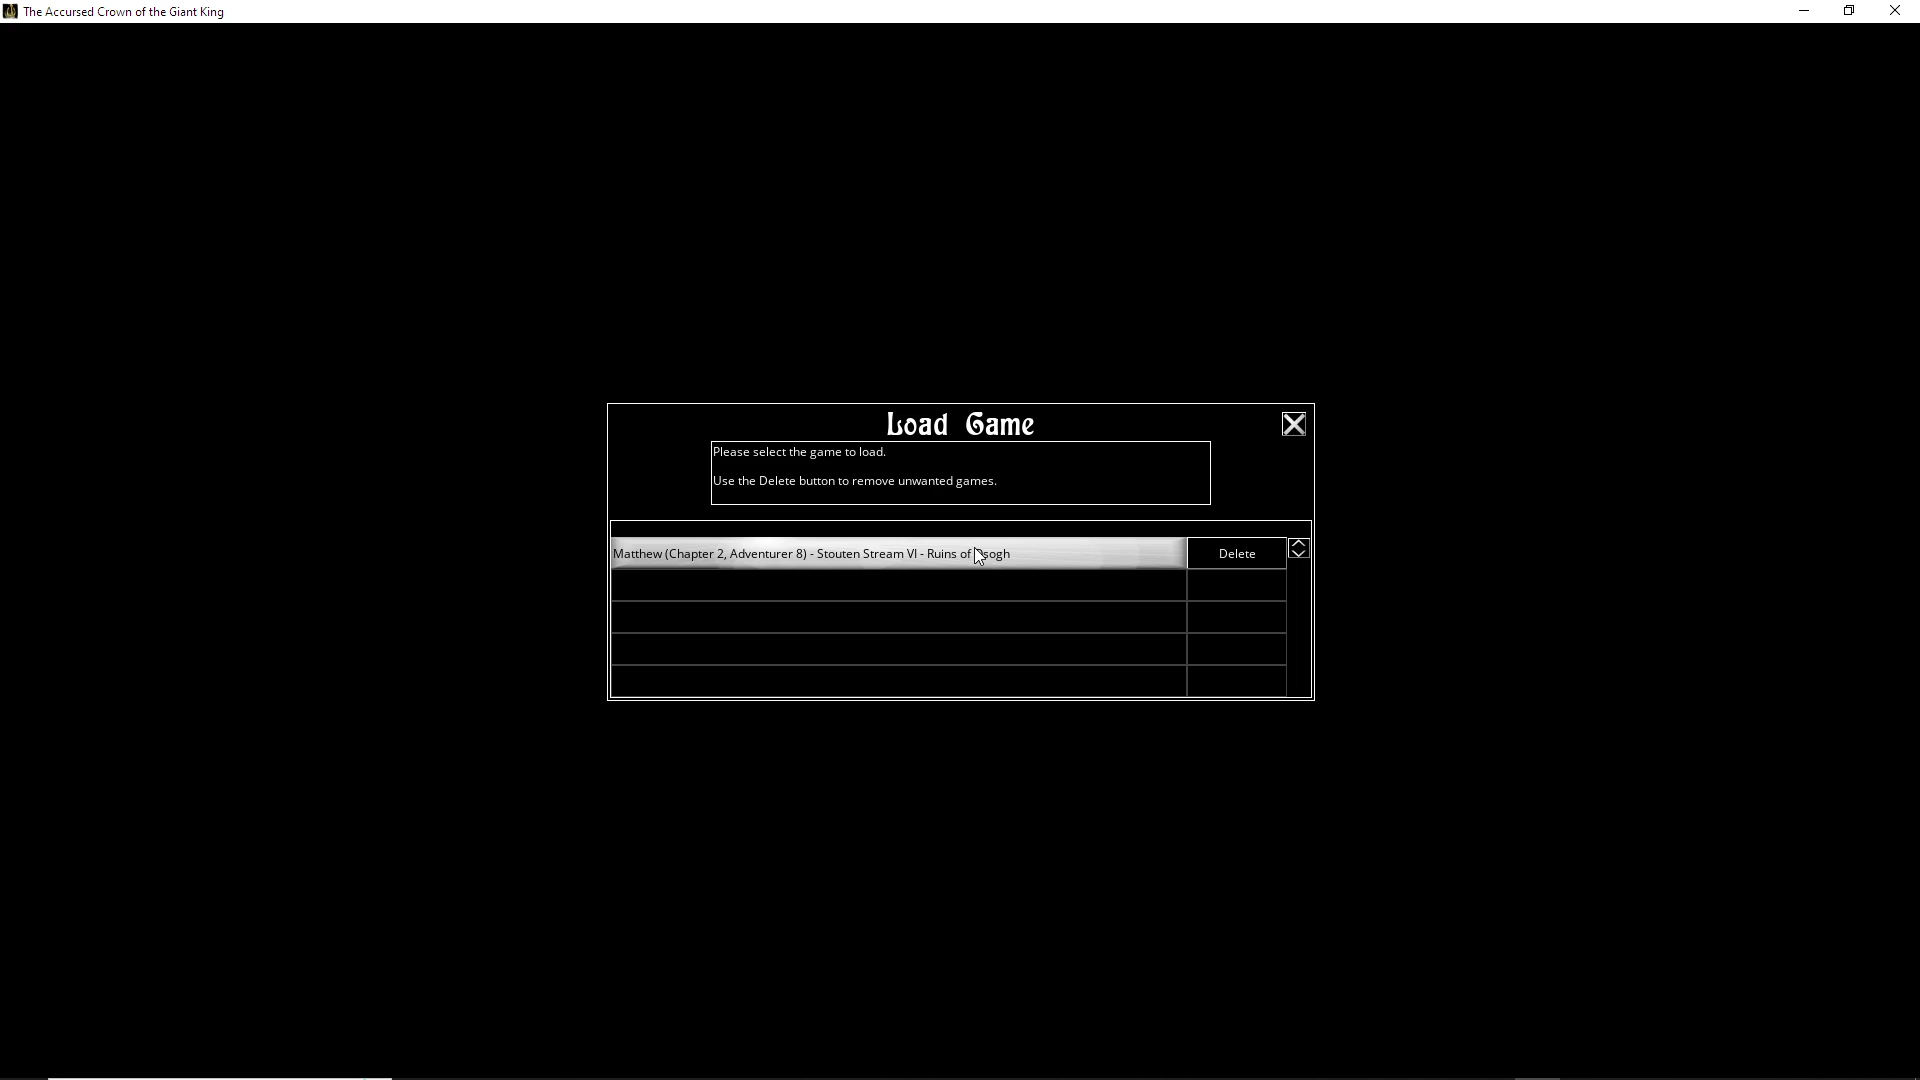 The Accursed Crown of the Giant King
Load Game
Please select the game to load.
Use the Delete button to remove unwanted games.
Matthew (Chapter 2, Adventurer 8) - Stouten Stream VI - Ruins of
Delete